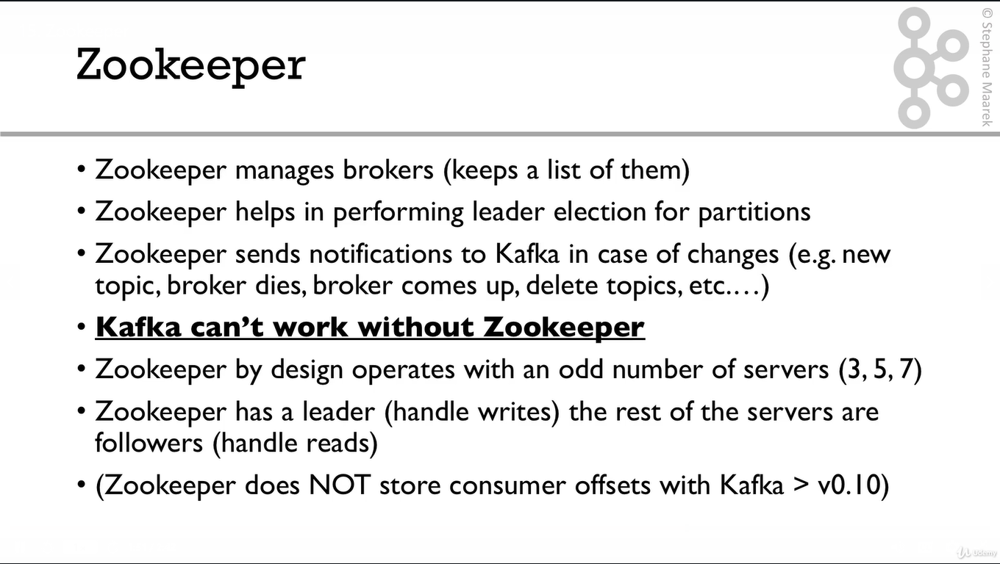 Zookeeper
© Stephane Maarek
• Zookeeper manages brokers (keeps a list of them)
• Zookeeper helps in performing leader election for partitions
• Zookeeper sends notifications to Kafka in case of changes (e.g. new
topic, broker dies, broker comes up, delete topics, etc.…)
• Kafka can’t work without Zookeeper
• Zookeeper by design operates with an odd number of servers (3, 5, 7)
• Zookeeper has a leader (handle writes) the rest of the servers are
followers (handle reads)
• (Zookeeper does NOT store consumer offsets with Kafka > v0.10)
Udemy